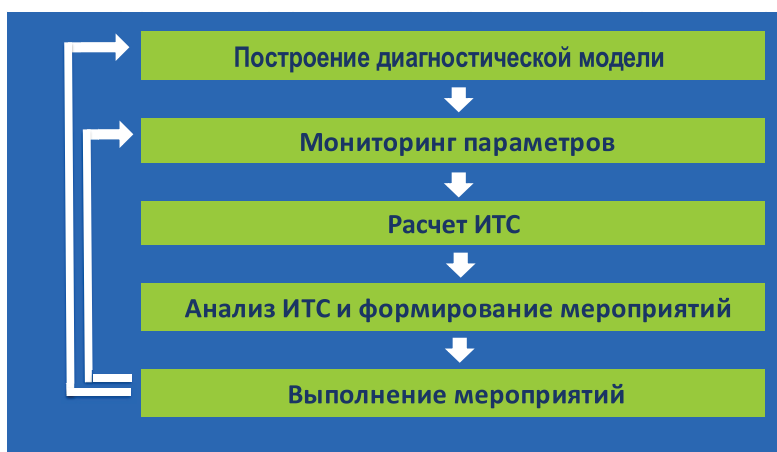 Построение диагностической модели
Мониторинг параметров
Расчет ИТС
Анализ ИТС и формирование мероприятий
Выполнение мероприятий